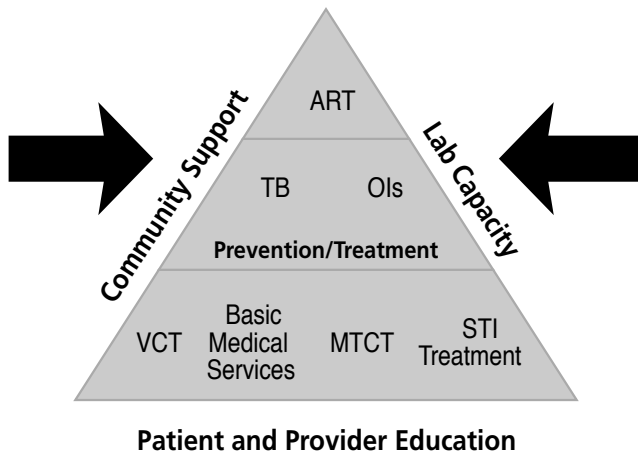 ART
Community Support
Lab Capacity
TB OIs
Prevention/Treatment
VCT
Basic
Medical
Services
MTCT
STI
Treatment
Patient and Provider Education